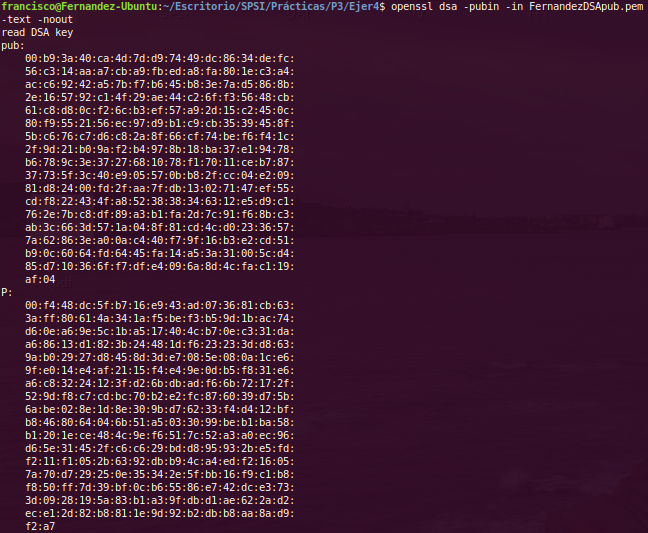 francisco@Fernandez-Ubuntu:~/Escritorio/SPSI/Prácticas/P3/Ejer4$ openssl dsa -pubin -in FernandezDSApub.pem
-text -noout
read DSA key
pub:
00:b9:3a:40:ca:4d:7d:d9:74:49:dc:86:34:de:fc:
56:c3:14:aa:a7:cb:a9:fb:ed:a8:fa:80:1e:c3:a4:
ac:c6:92:42:a5:7b:f7:b6:45:b8:3e:7a:d5:86:8b:
2e:16:57:92:c1:4f:29:ae:44:c2:6f:f3:56:48:cb:
61:c8:d8:0c:f2:6c:b3:ef:57:a9:2d:15:c2:45:0c:
80:f9:55:21:56:ec:97:d9:b1:c9:cb:35:39:45:8f:
5b:c6:76:c7:d6:c8:2a:8f:66:cf:74:be:f6:f4:1c:
2f:9d:21:b0:9a:f2:b4:97:8b:18:ba:37:e1:94:78:
b6:78:9c:3e:37:27:68:10:78:f1:70:11:ce:b7:87:
37:73:5f:3c:40:e9:05:57:0b:b8:2f:cc:04:e2:09:
81:d8:24:00:fd:2f:aa:7f:db:13:02:71:47:ef:55:
cd:f8:22:43:4f:a8:52:38:38:34:63:12:e5:d9:c1:
76:2e:7b:c8:df:89:a3:b1:fa:2d:7c:91:f6:8b:c3:
ab:3c:66:3d:57:1a:04:8f:81:cd:4c:d0:23:36:57:
7a:62:86:3e:a0:0a:c4:40:f7:9f:16:b3:e2:cd:51:
b9:0c:60:64:fd:64:45:fa:14:a5:3a:31:00:5c:d4:
85:d7:10:36:6f:f7:df:e4:09:6a:8d:4c:fa:c1:19:
af:04
P:
00:f4:48:dc:5f:b7:16:e9:43:ad:07:36:81:cb:63:
3a:ff:80:61:4a:34:1a:f5:be:f3:b5:9d:1b:ac:74:
d6:0e:a6:9e:5c:1b:a5:17:40:4c:b7:0e:c3:31:da:
a6:86:13:d1:82:3b:24:48:1d:f6:23:23:3d:d8:63:
9a:b0:29:27:d8:45:8d:3d:e7:08:5e:08:0a:1c:e6:
9f:e0:14:e4:af:21:15:f4:e4:9e:0d:b5:f8:31:e6:
a6:c8:32:24:12:3f:d2:6b:db:ad:f6:6b:72:17:2f:
52:9d:f8:c7:cd:bc:70:b2:e2:fc:87:60:39:d7:5b:
6a:be:02:8e:1d:8e:30:9b:d7:62:33:f4:d4:12:bf:
b8:46:80:64:04:6b:51:a5:03:30:99:be:b1:ba:58:
b1:20:1e:ce:48:4c:9e:f6:51:7c:52:a3:a0:ec:96:
d6:5e:31:45:2f:c6:c6:29:bd:d8:95:93:2b:e5:fd:
f2:11:f1:05:2b:63:92:db:b9:4c:a4:ed:f2:16:05:
7a:70:d7:29:25:0e:35:34:2e:5f:bb:16:f9:c1:b8:
f8:50:ff:7d:39:bf:0c:b6:55:86:e7:42:dc:e3:73:
3d:09:28:19:5a:83:b1:a3:9f:db:d1:ae:62:2a:d2:
ec:e1:2d:82:b8:81:1e:9d:92:b2:db:b8:aa:8a:d9:
f2:a7